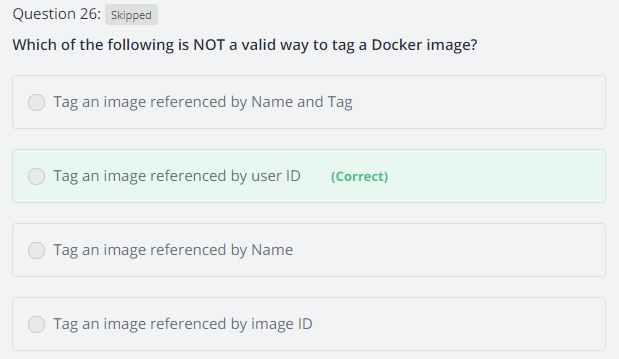 Question 26: Skipped
Which of the following is NOT a valid way to tag a Docker image?
Tag an image referenced by Name and Tag
Tag an image referenced by user ID (Correct)
Tag an image referenced by Name
Tag an image referenced by image ID